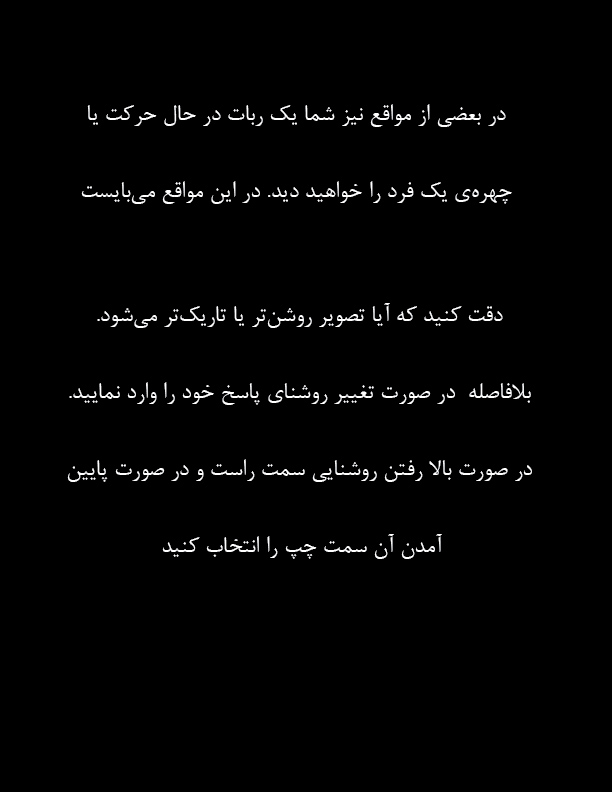 در بعضی از مواقع نیز شما یک ربات در حال حرکت یا
چهره‌ی یک فرد را خواهید دید. در این مواقع می‌بایست
دقت کنید که آیا تصویر روشن‌تر یا تاریک‌تر می‌شود.
بلافاصله  در صورت تغییر روشنای پاسخ خود را وارد نمایید.
در صورت بالا رفتن روشنایی سمت راست و در صورت پایین
آمدن آن سمت چپ را انتخاب کنید